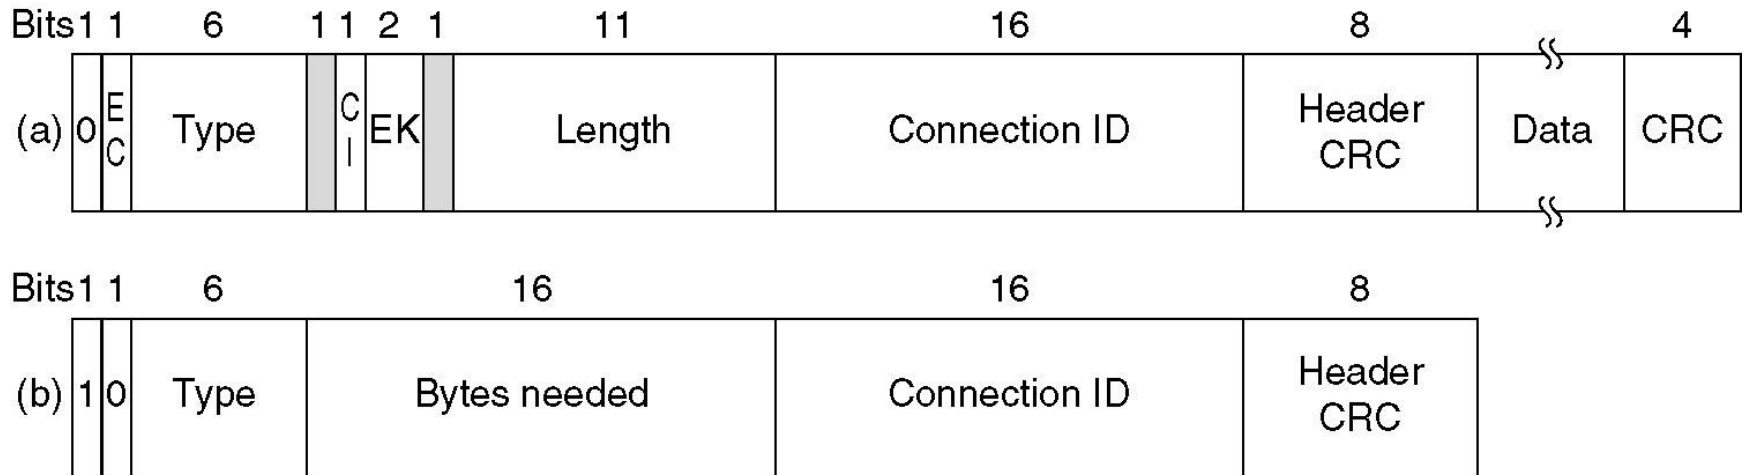 Bits 1 1 6 1 1 2 1 11 16 8 4
(a) 0 EC Type CI EK Length Connection ID Header CRC Data CRC
Bits 1 1 6 16 16 8
(b) 1 0 Type Bytes needed Connection ID Header CRC